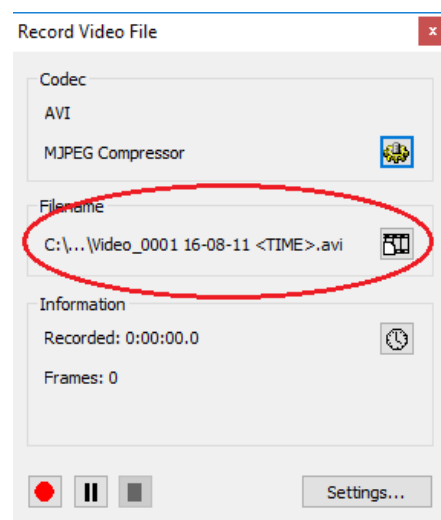 Record Video File
x
Codec
AVI
MJPEG Compressor
Filename
C:\...\Video_0001 16-08-11 <TIME>.avi
Information
Recorded: 0:00:00.0
Frames: 0
Settings...